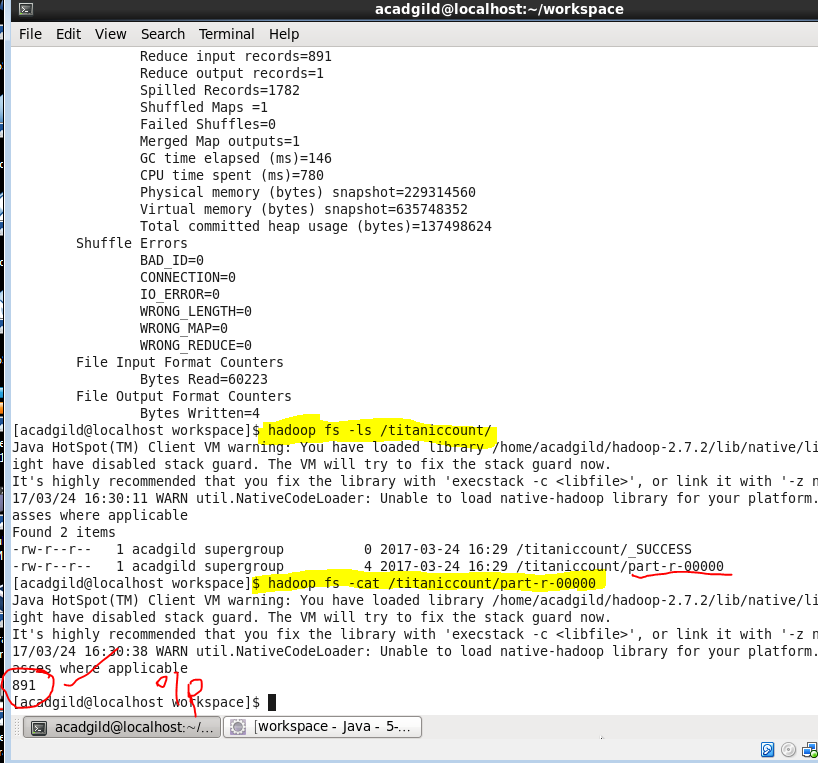 acadgild@localhost:~/workspace
File Edit View Search Terminal Help
Reduce input records=891
Reduce output records=1
Spilled Records=1782
Shuffled Maps =1
Failed Shuffles=0
Merged Map outputs=1
GC time elapsed (ms)=146
CPU time spent (ms)=780
Physical memory (bytes) snapshot=229314560
Virtual memory (bytes) snapshot=635748352
Total committed heap usage (bytes)=137498624
Shuffle Errors
BAD_ID=0
CONNECTION=0
IO_ERROR=0
WRONG_LENGTH=0
WRONG_MAP=0
WRONG_REDUCE=0
File Input Format Counters
Bytes Read=60223
File Output Format Counters
Bytes Written=4
[acadgild@localhost workspace]$ hadoop fs -ls /titaniccount/
Java HotSpot(TM) Client VM warning: You have loaded library /home/acadgild/hadoop-2.7.2/lib/native/li
ight have disabled stack guard. The VM will try to fix the stack guard now.
It's highly recommended that you fix the library with 'execstack -c <libfile>', or link it with '-z n
17/03/24 16:30:11 WARN util.NativeCodeLoader: Unable to load native-hadoop library for your platform.
asses where applicable
Found 2 items
-rw-r--r-- 1 acadgild supergroup 0 2017-03-24 16:29 /titaniccount/_SUCCESS
-rw-r--r-- 1 acadgild supergroup 4 2017-03-24 16:29 /titaniccount/part-r-00000
[acadgild@localhost workspace]$ hadoop fs -cat /titaniccount/part-r-00000
Java HotSpot(TM) Client VM warning: You have loaded library /home/acadgild/hadoop-2.7.2/lib/native/li
ight have disabled stack guard. The VM will try to fix the stack guard now.
It's highly recommended that you fix the library with 'execstack -c <libfile>', or link it with '-z n
17/03/24 16:30:38 WARN util.NativeCodeLoader: Unable to load native-hadoop library for your platform.
asses where applicable
891
o/p
[acadgild@localhost workspace]$
acadgild@localhost:~/... [workspace - Java - 5-...